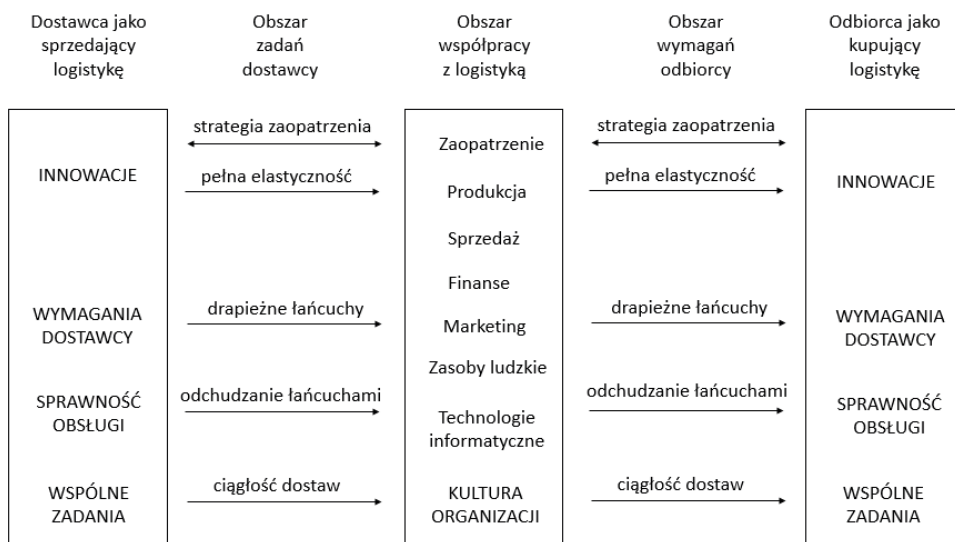 Dostawca jako
sprzedający
logistykę
Obszar
zadań
dostawcy
Obszar
współpracy
z logistyką
Obszar
wymagań
odbiorcy
Odbiorca jako
kupujący
logistykę
INNOWACJE
WYMAGANIA
DOSTAWCY
SPRAWNOŚĆ
OBSŁUGI
WSPÓLNE
ZADANIA
strategia zaopatrzenia
pełna elastyczność
drapieżne łańcuchy
odchudzanie łańcuchami
ciągłość dostaw
Zaopatrzenie
Produkcja
Sprzedaż
Finanse
Marketing
Zasoby ludzkie
Technologie
informatyczne
KULTURA
ORGANIZACJI
strategia zaopatrzenia
pełna elastyczność
drapieżne łańcuchy
odchudzanie łańcuchami
ciągłość dostaw
INNOWACJE
WYMAGANIA
DOSTAWCY
SPRAWNOŚĆ
OBSŁUGI
WSPÓLNE
ZADANIA